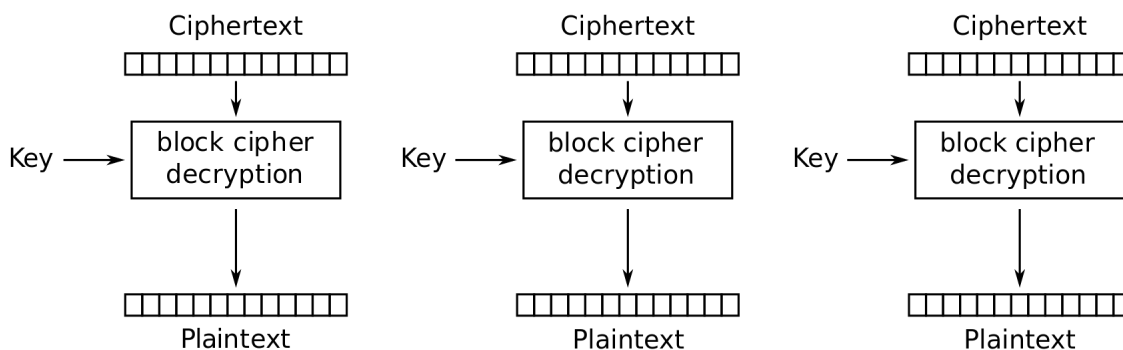 Ciphertext
Ciphertext
Ciphertext
Key
block cipher
decryption
Key
block cipher
decryption
Key
block cipher
decryption
Plaintext
Plaintext
Plaintext